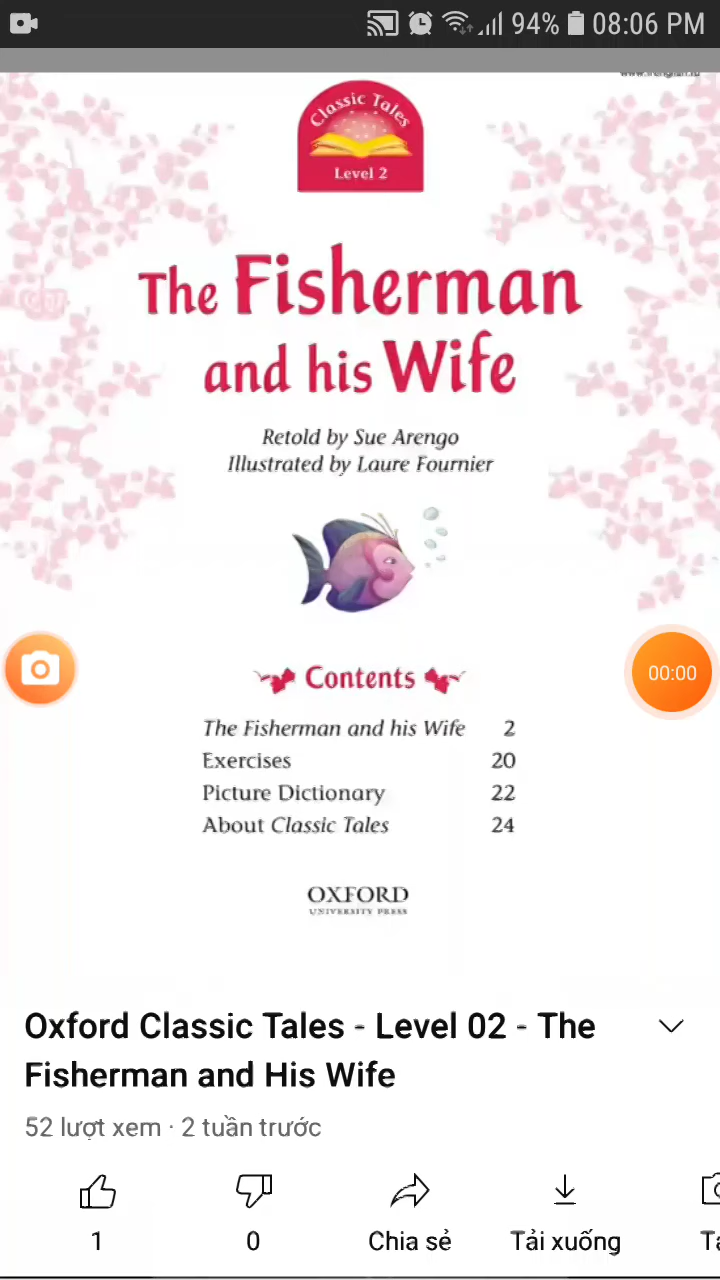 94% 08:06 PM
Classic Tales
Level 2
The Fisherman
and his Wife
Retold by Sue Arengo
Illustrated by Laure Fournier
00:00
Contents
The Fisherman and his Wife 2
Exercises 20
Picture Dictionary 22
About Classic Tales 24
OXFORD
UNIVERSITY PRESS
Oxford Classic Tales - Level 02 - The
Fisherman and His Wife
52 lượt xem · 2 tuần trước
1 0 Chia sẻ Tải xuống